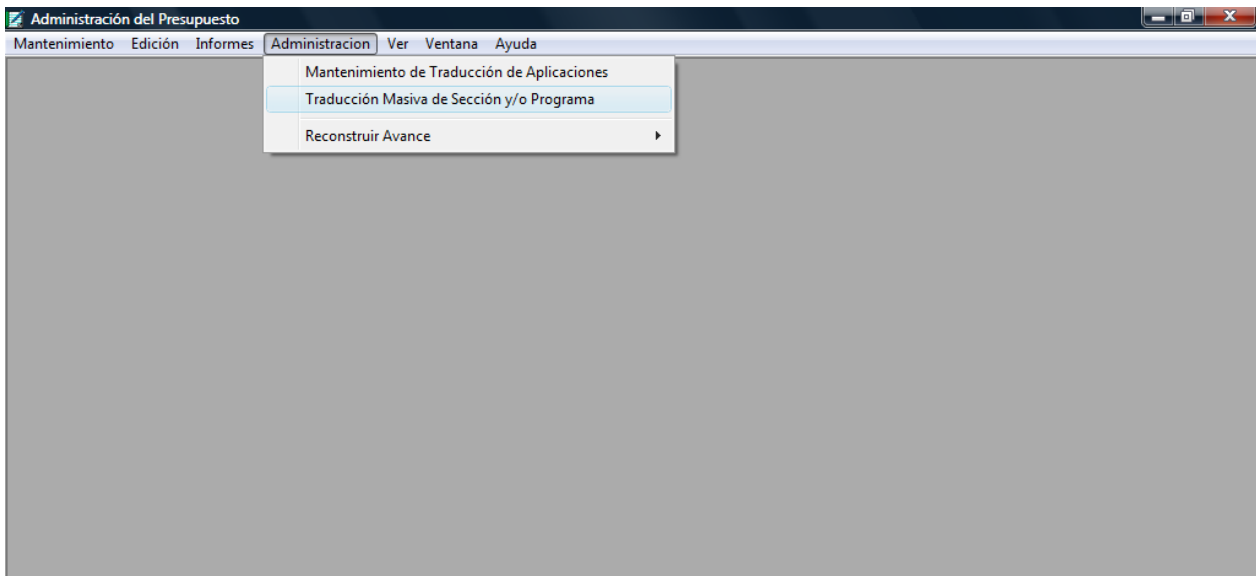 Administración del Presupuesto
Mantenimiento Edición Informes Administracion Ver Ventana Ayuda
Mantenimiento de Traducción de Aplicaciones
Traducción Masiva de Sección y/o Programa
Reconstruir Avance